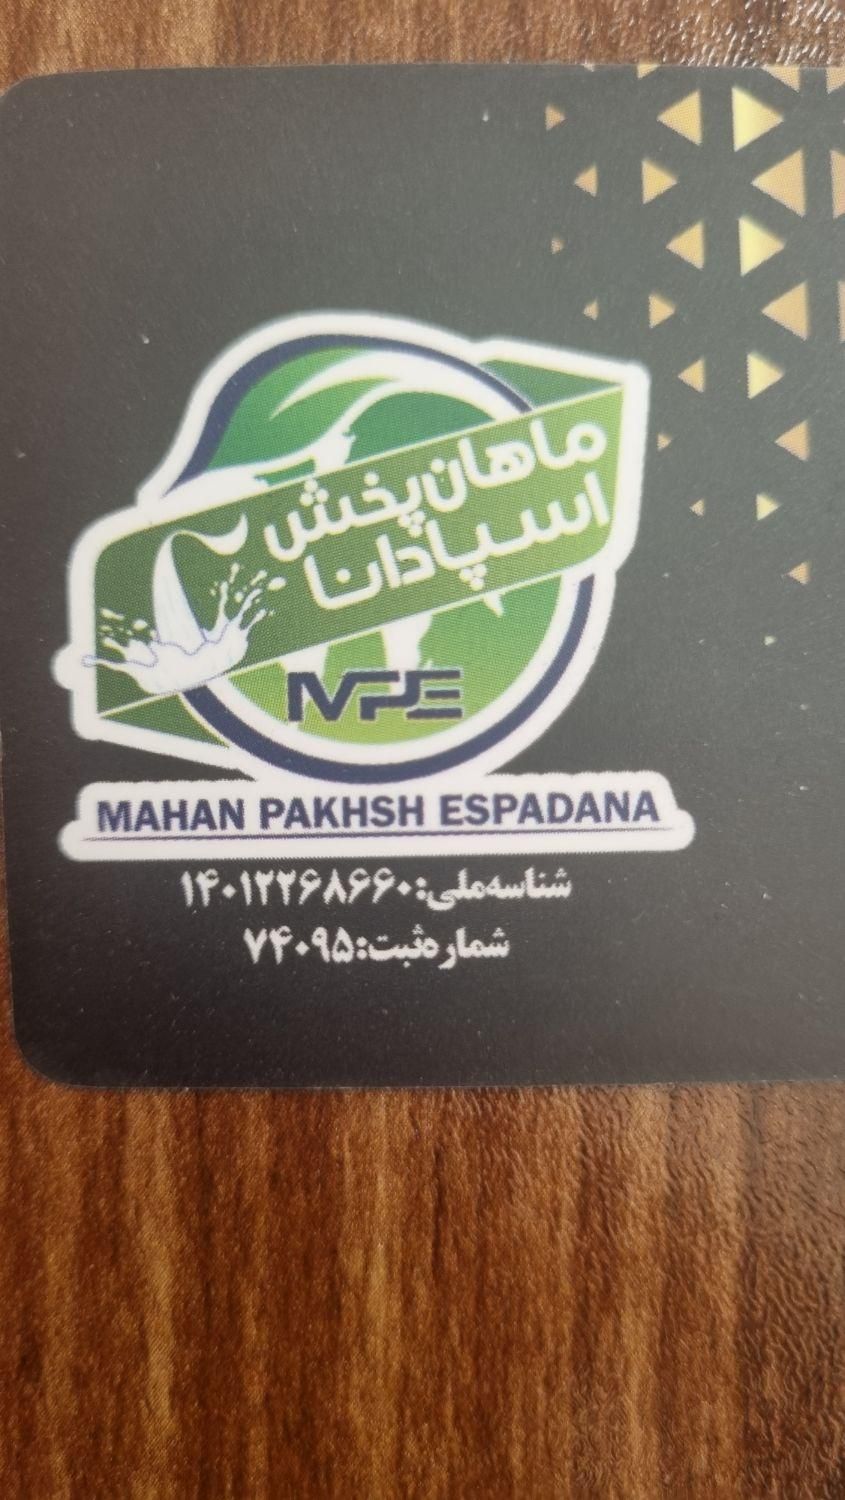 ماهان پخش
اسپادانا
MPE
MAHAN PAKHSH ESPADANA
شناسه‌ملی:۱۴۰۱۲۲۶۸۶۶۰
شماره‌ثبت:۷۴۰۹۵